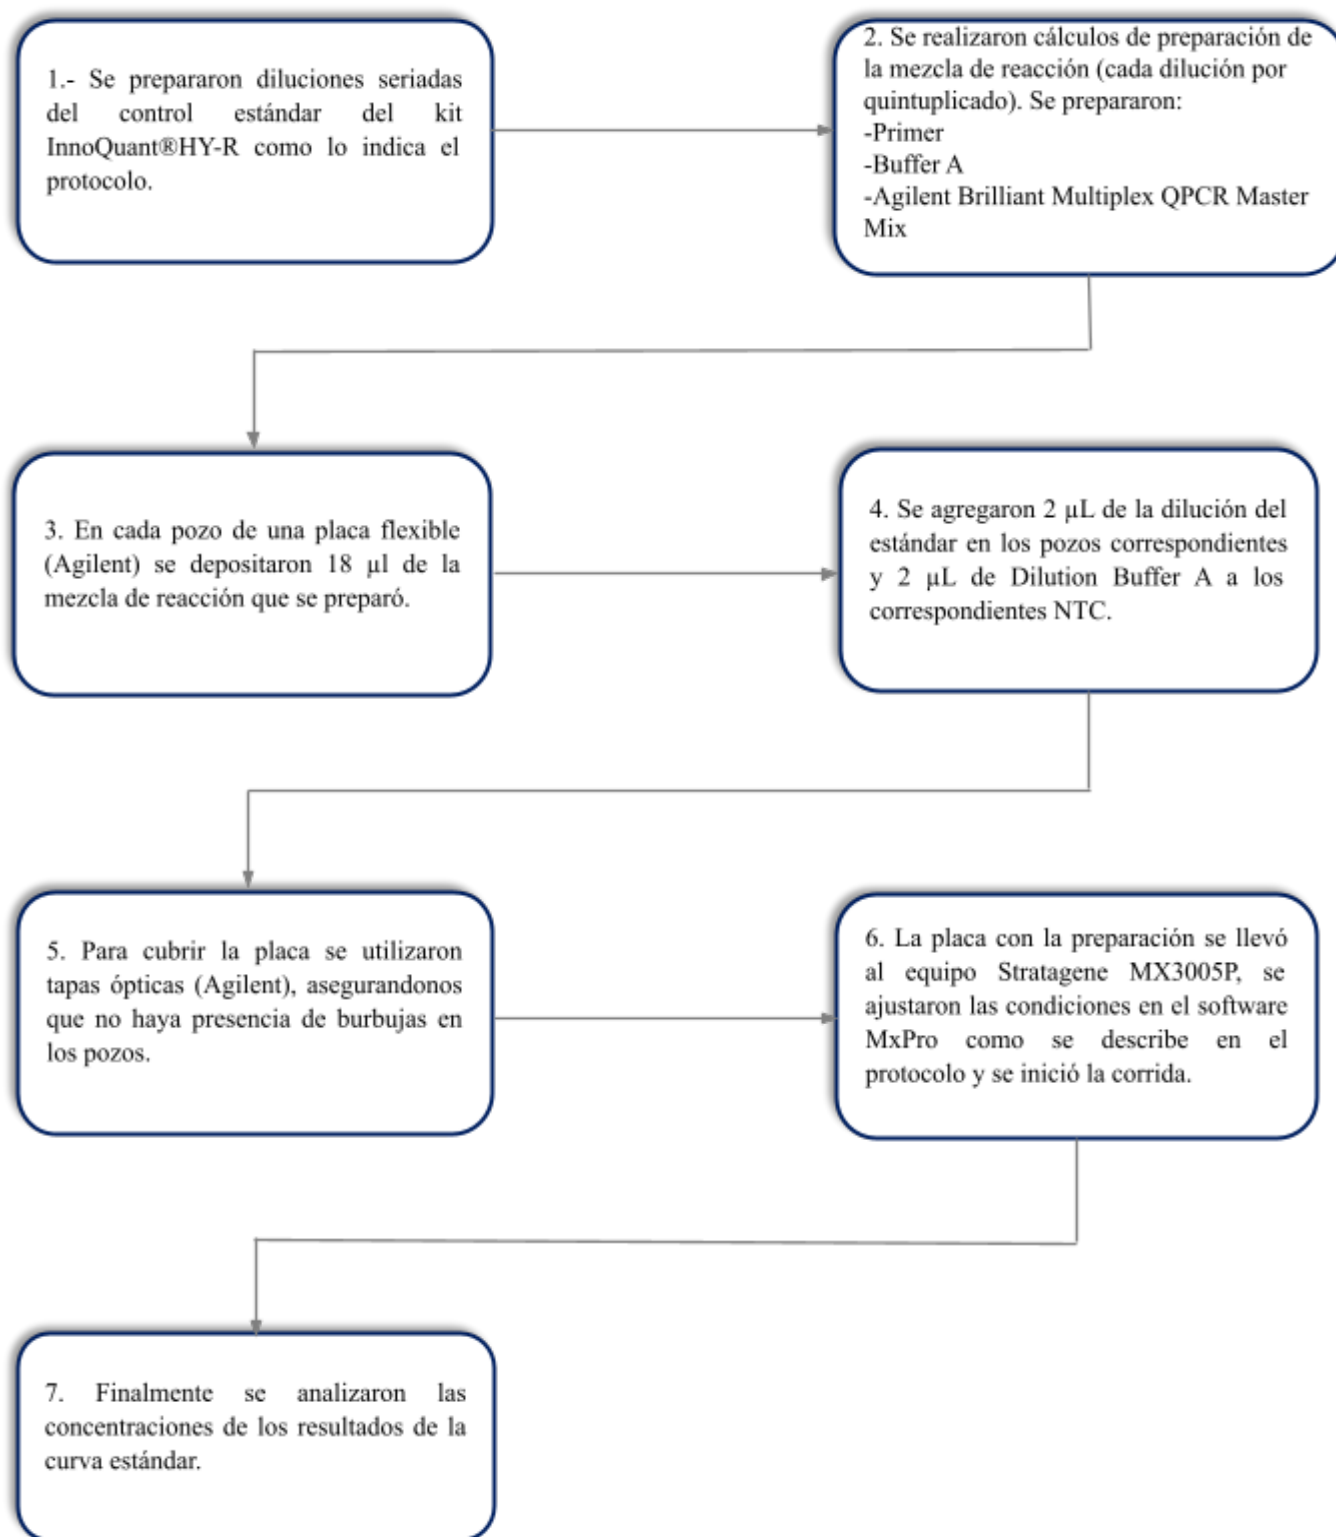 1.- Se prepararon diluciones seriadas
del control estándar del kit
InnoQuant®HY-R como lo indica el
protocolo.
2. Se realizaron cálculos de preparación de
la mezcla de reacción (cada dilución por
quintuplicado). Se prepararon:
-Primer
-Buffer A
-Agilent Brilliant Multiplex QPCR Master
Mix
3. En cada pozo de una placa flexible
(Agilent) se depositaron 18 µl de la
mezcla de reacción que se preparó.
4. Se agregaron 2 µL de la dilución del
estándar en los pozos correspondientes
y 2 µL de Dilution Buffer A a los
correspondientes NTC.
5. Para cubrir la placa se utilizaron
tapas ópticas (Agilent), asegurandonos
que no haya presencia de burbujas en
los pozos.
6. La placa con la preparación se llevó
al equipo Stratagene MX3005P, se
ajustaron las condiciones en el software
MxPro como se describe en el
protocolo y se inició la corrida.
7. Finalmente se analizaron las
concentraciones de los resultados de la
curva estándar.